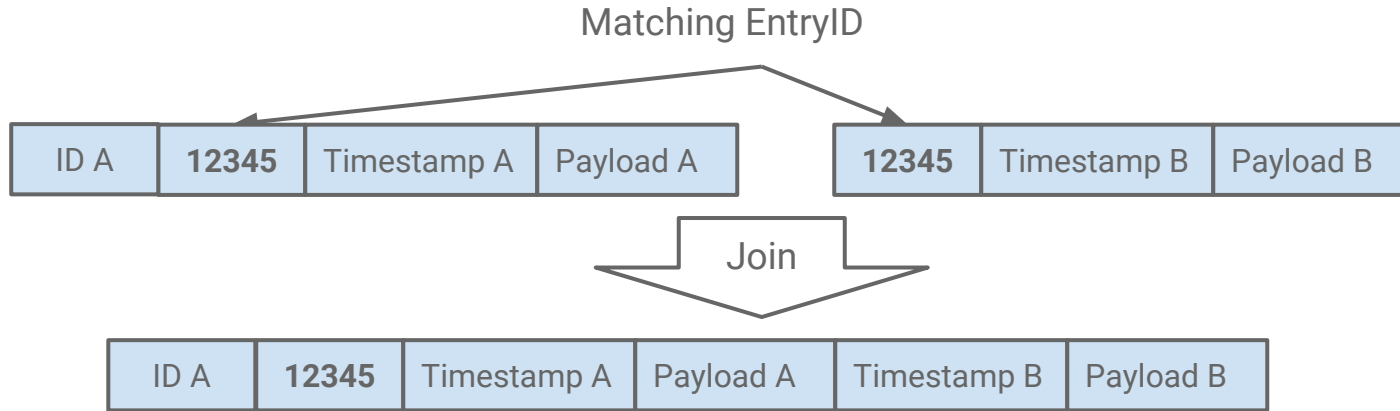 Matching EntryID
ID A 12345 Timestamp A Payload A 12345 Timestamp B Payload B
Join
ID A 12345 Timestamp A Payload A Timestamp B Payload B